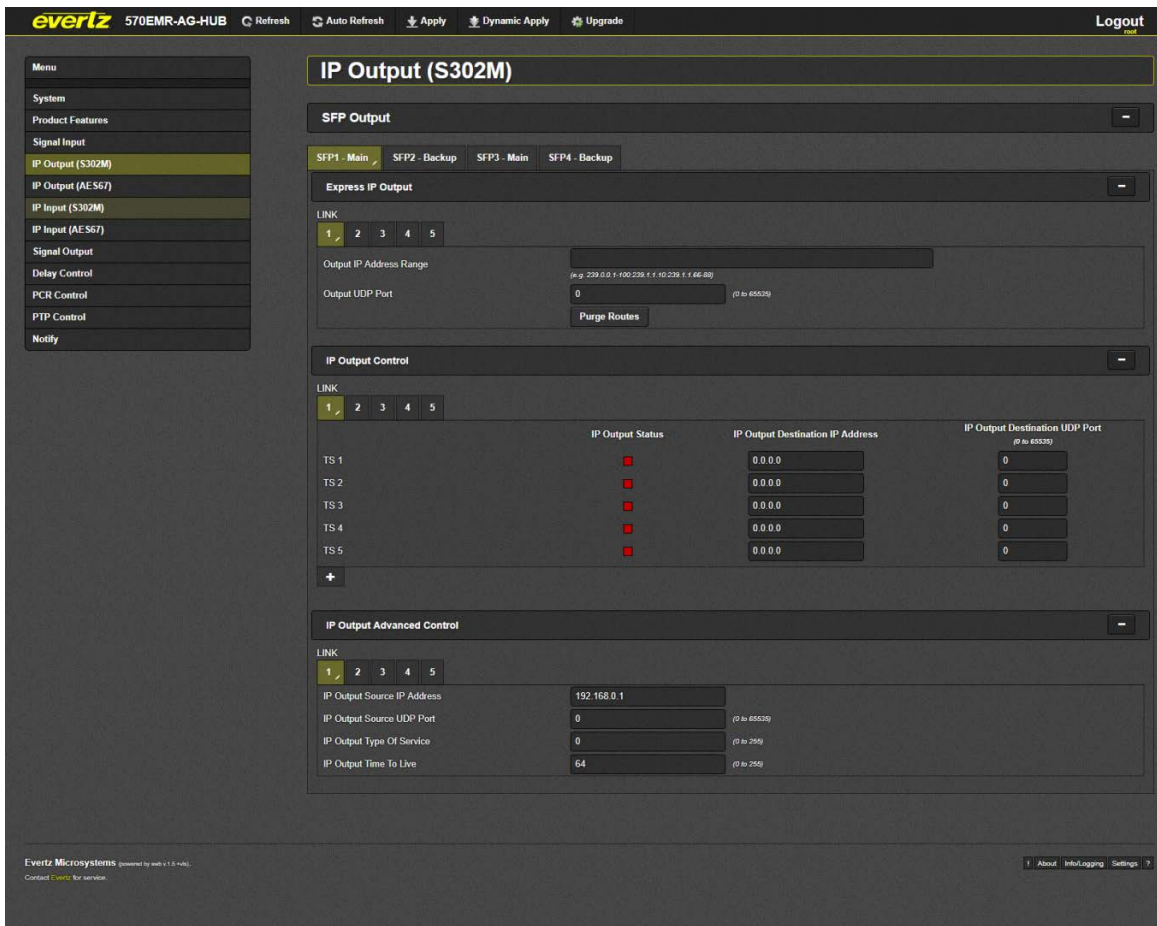 evertz 570EMR-AG-HUB Refresh Auto Refresh Apply Dynamic Apply Upgrade Logout
root
Menu
System
Product Features
Signal Input
IP Output (S302M)
IP Output (AES67)
IP Input (S302M)
IP Input (AES67)
Signal Output
Delay Control
PCR Control
PTP Control
Notify
IP Output (S302M)
SFP Output
SFP1 - Main SFP2 - Backup SFP3 - Main SFP4 - Backup
Express IP Output
LINK
1 2 3 4 5
Output IP Address Range
(e.g. 239.0.0.1-100:239.1.1.10:239.1.1.66-88)
Output UDP Port 0 (0 to 65535)
Purge Routes
IP Output Control
LINK
1 2 3 4 5
IP Output Status IP Output Destination IP Address IP Output Destination UDP Port
(0 to 65535)
TS 1 0.0.0.0 0
TS 2 0.0.0.0 0
TS 3 0.0.0.0 0
TS 4 0.0.0.0 0
TS 5 0.0.0.0 0
+
IP Output Advanced Control
LINK
1 2 3 4 5
IP Output Source IP Address 192.168.0.1
IP Output Source UDP Port 0 (0 to 65535)
IP Output Type Of Service 0 (0 to 255)
IP Output Time To Live 64 (0 to 255)
Evertz Microsystems (powered by
Contact Evertz for service.
! About Info/Logging Settings ?